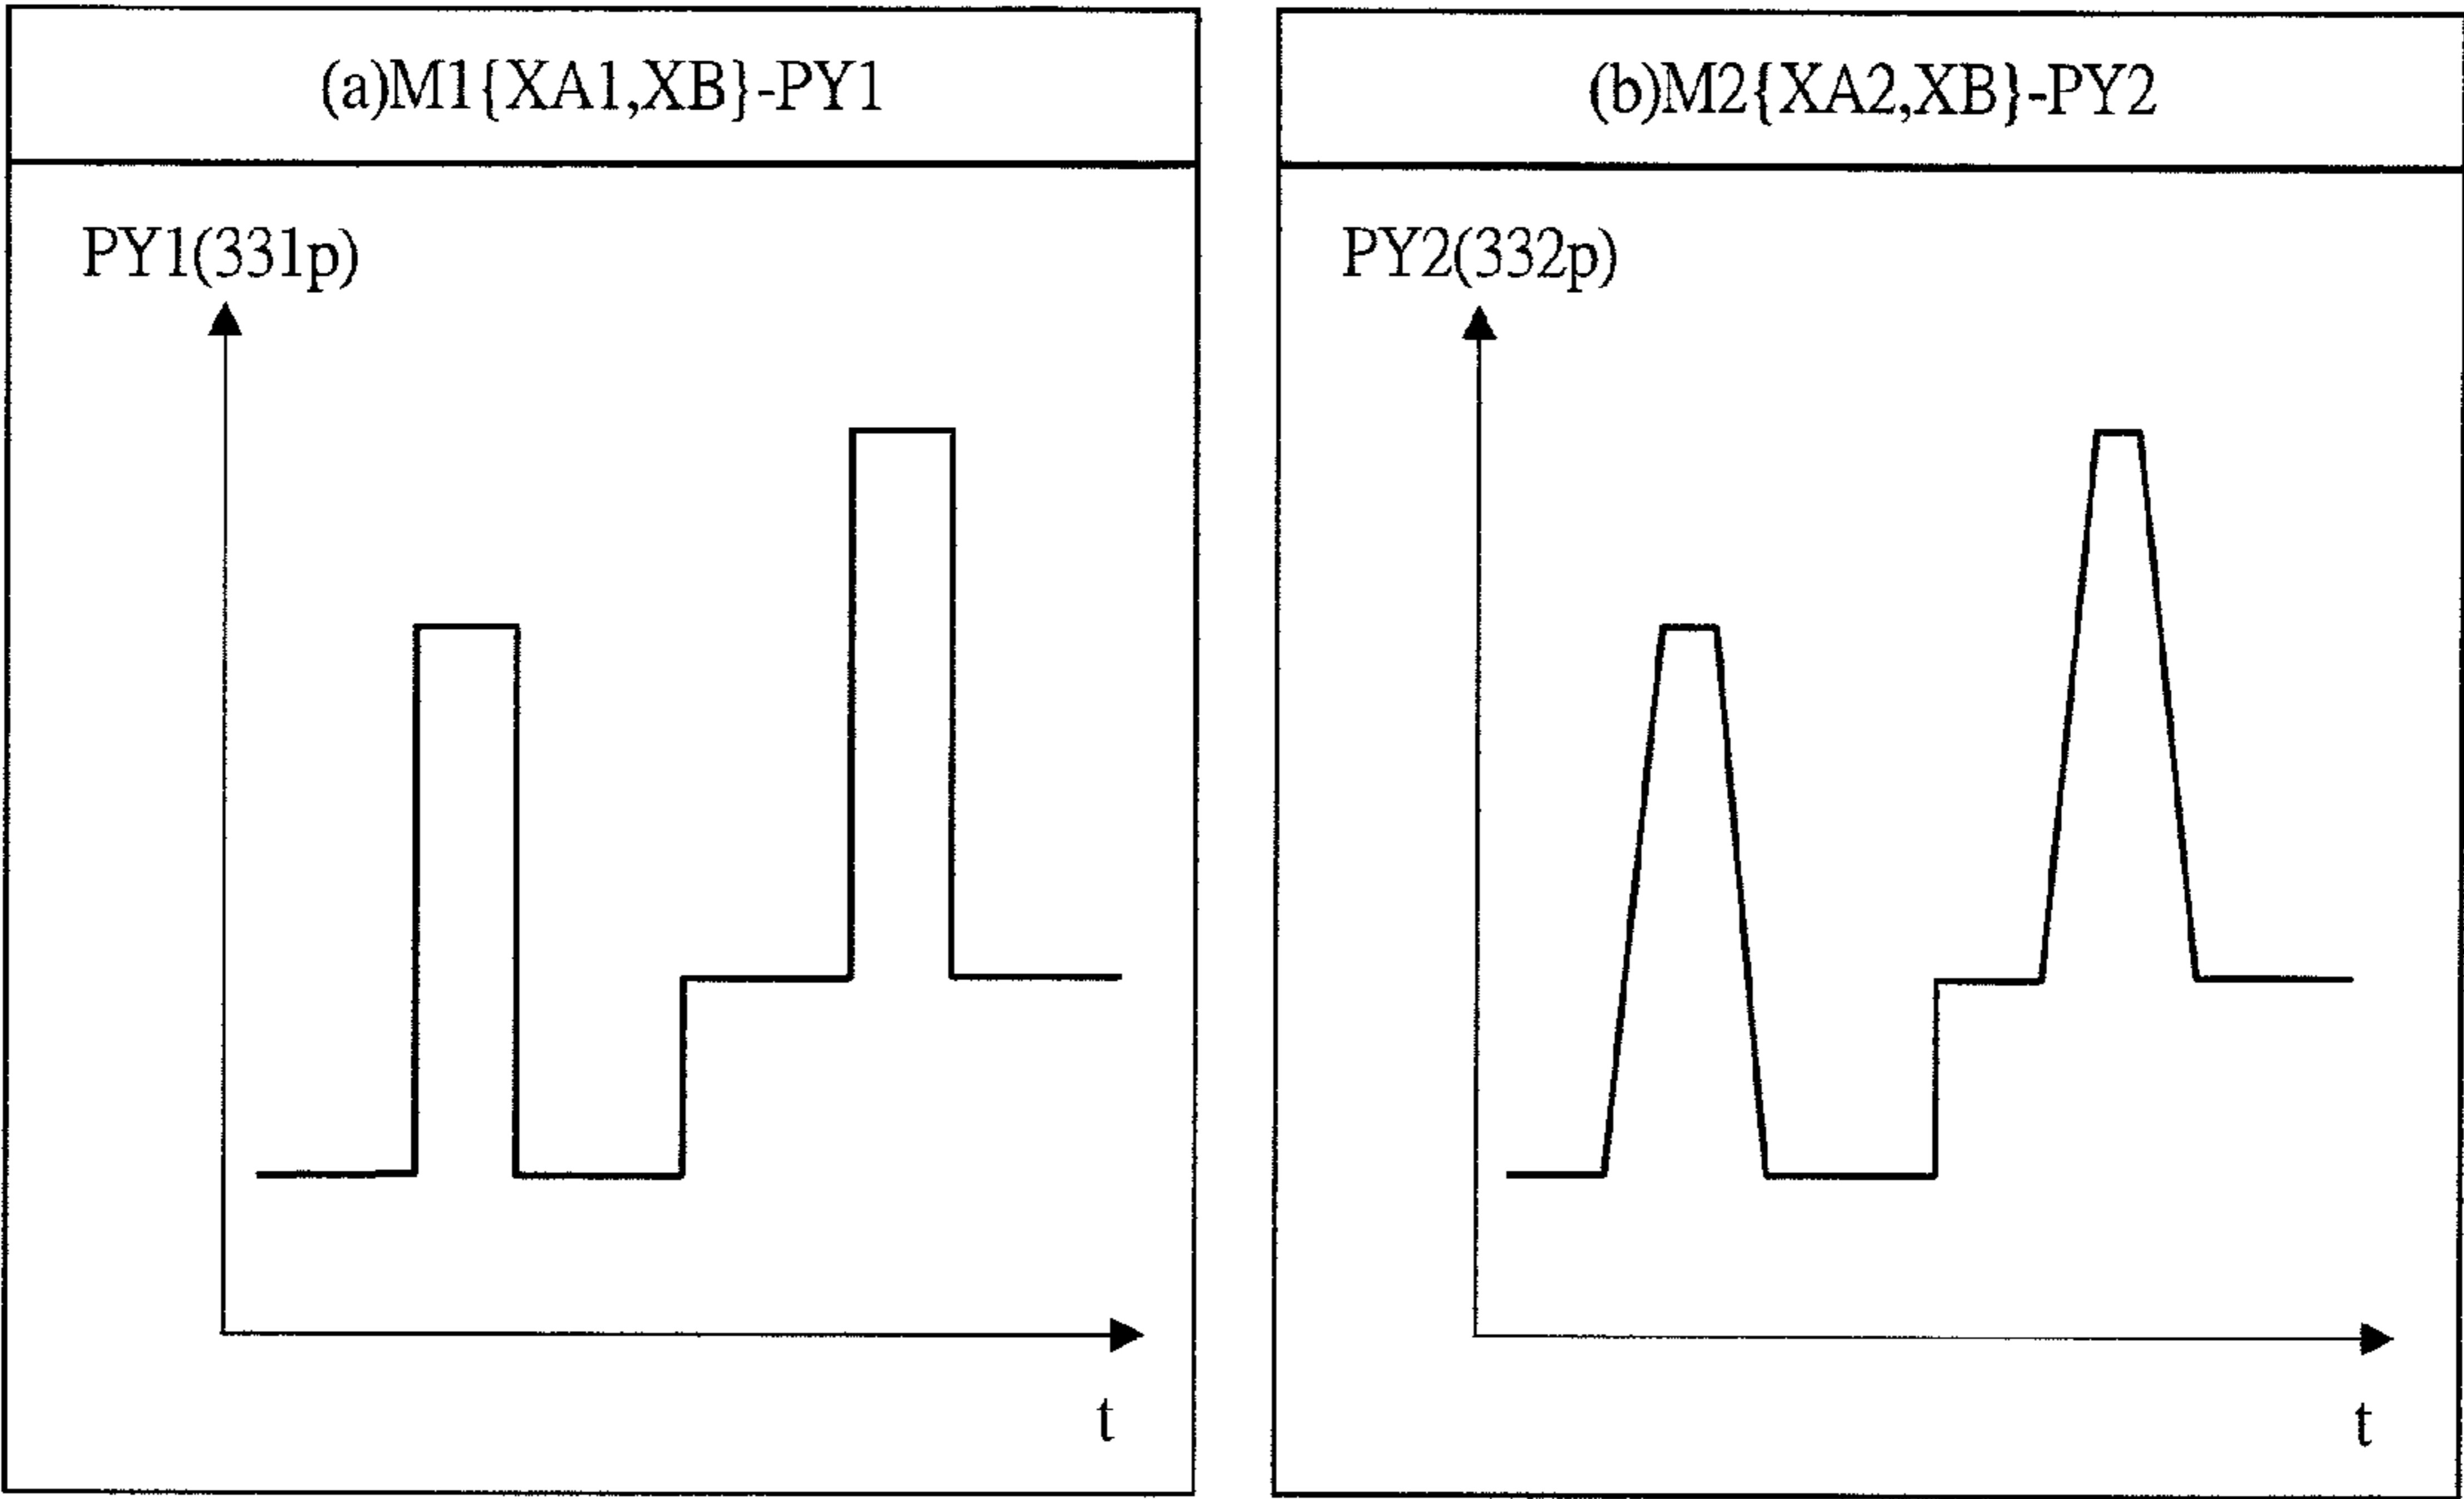 (a)M1{XA1,XB}-PY1
PY1(331p)
t
(b)M2{XA2,XB}-PY2
PY2(332p)
t